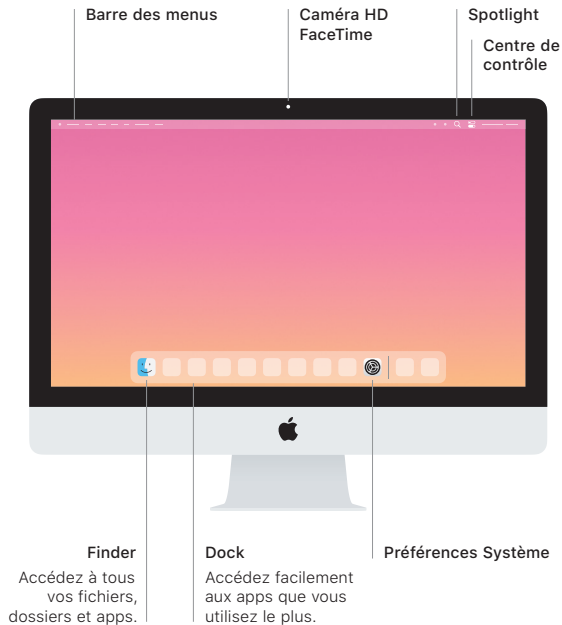 Barre des menus
Caméra HD
FaceTime
Spotlight
Centre de
contrôle
Finder
Accédez à tous
vos fichiers,
dossiers et apps.
Dock
Accédez facilement
aux apps que vous
utilisez le plus.
Préférences Système